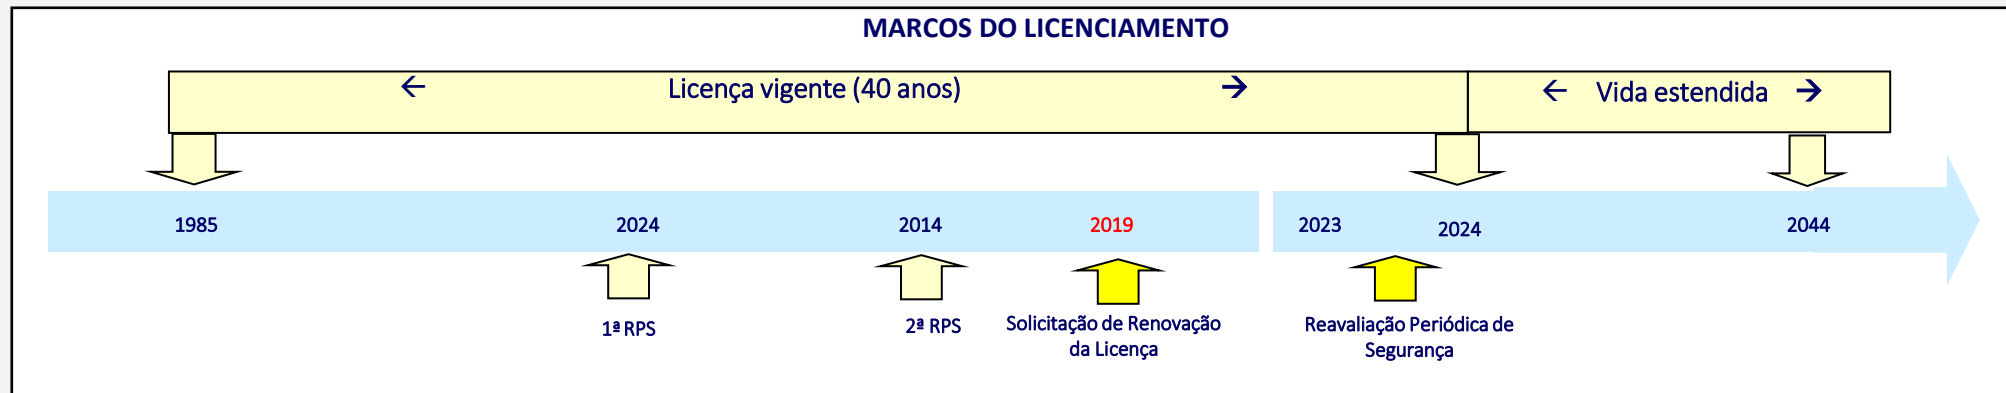 MARCOS DO LICENCIAMENTO
← Licença vigente (40 anos) →
← Vida estendida →
1985
2024
2014
2019
2023
2024
2044
1ª RPS
2ª RPS
Solicitação de Renovação
da Licença
Reavaliação Periódica de
Segurança